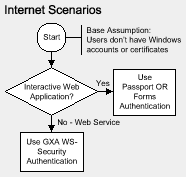 Internet Scenarios
Start
Base Assumption:
Users don't have Windows
accounts or certificates
Interactive Web
Application?
Yes
Use
Passport OR
Forms
Authentication
No - Web Service
Use GXA WS-
Security
Authentication